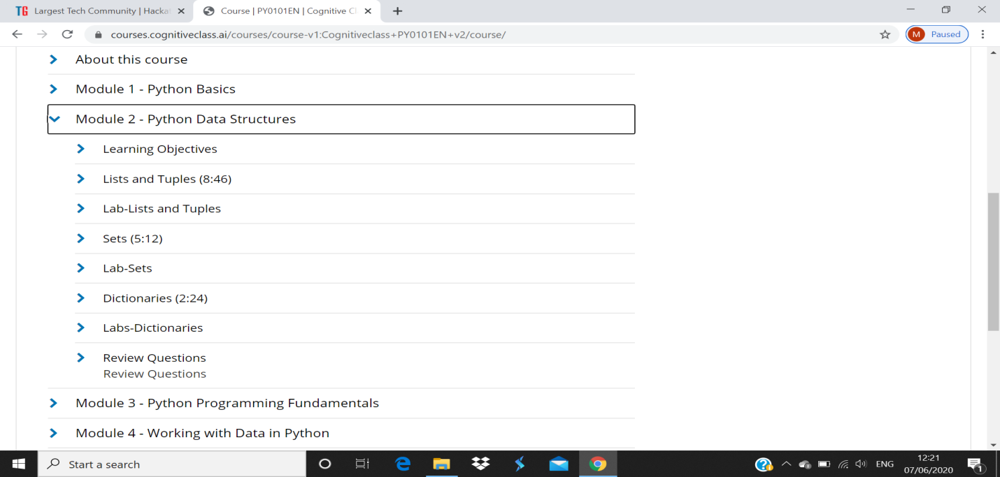 TG Largest Tech Community | Hacka
Course | PY0101EN | Cognitive Cl
courses.cognitiveclass.ai/courses/course-v1:Cognitiveclass+PY0101EN+v2/course/
M Paused
About this course
Module 1 - Python Basics
Module 2 - Python Data Structures
Learning Objectives
Lists and Tuples (8:46)
Lab-Lists and Tuples
Sets (5:12)
Lab-Sets
Dictionaries (2:24)
Labs-Dictionaries
Review Questions
Review Questions
Module 3 - Python Programming Fundamentals
Module 4 - Working with Data in Python
Start a search
ENG
12:21
07/06/2020
1